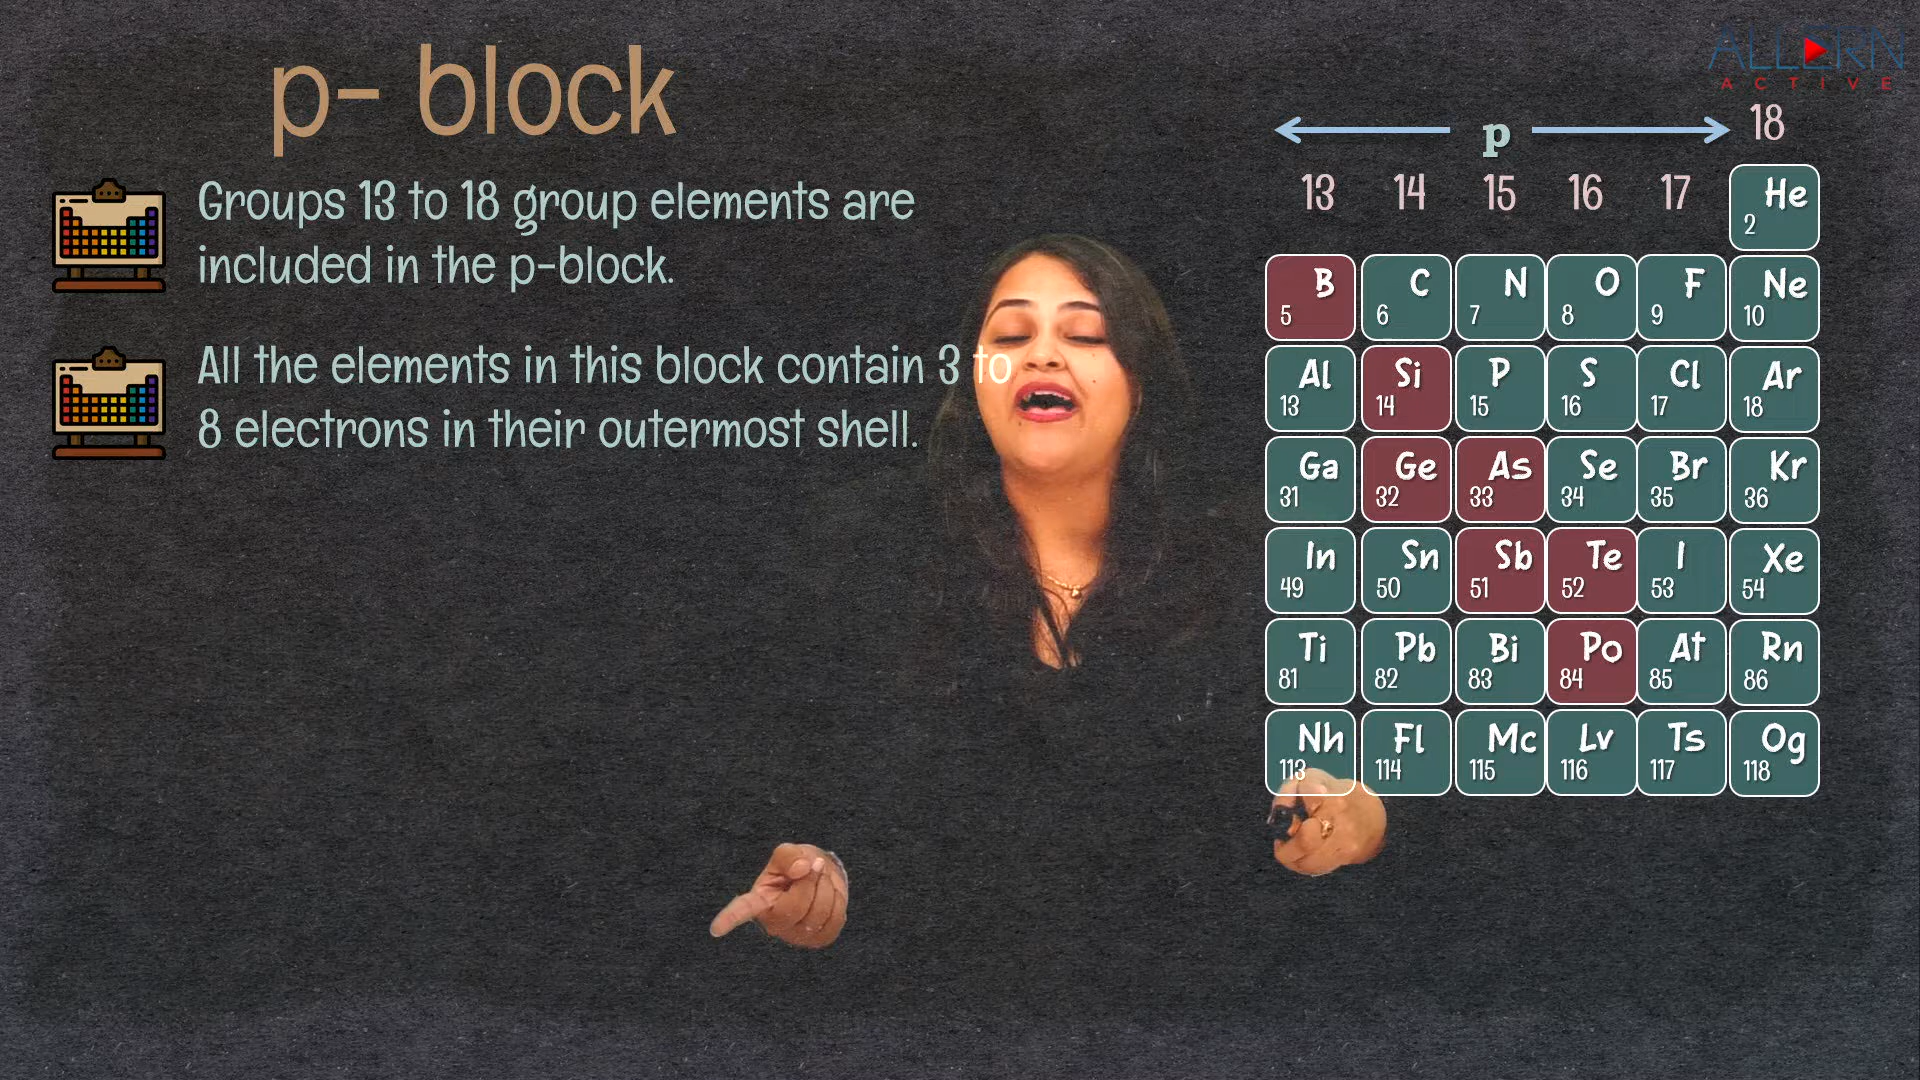 ALLERN
ACTIVE
p- block
Groups 13 to 18 group elements are
included in the p-block.
All the elements in this block contain 3 to
8 electrons in their outermost shell.
p 18
13 14 15 16 17
He
2
B C N O F Ne
5 6 7 8 9 10
Al Si P S Cl Ar
13 14 15 16 17 18
Ga Ge As Se Br Kr
31 32 33 34 35 36
In Sn Sb Te I Xe
49 50 51 52 53 54
Ti Pb Bi Po At Rn
81 82 83 84 85 86
Nh Fl Mc Lv Ts Og
113 114 115 116 117 118